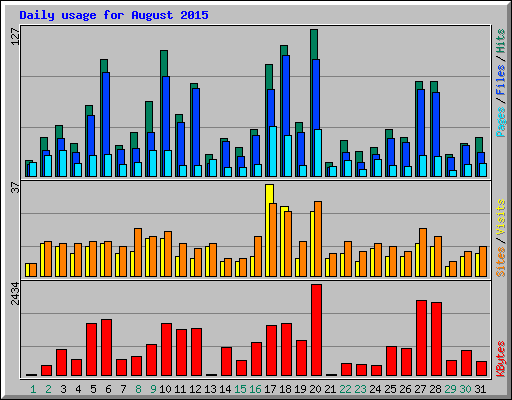 Daily usage for August 2015
127
Pages / Files / Hits
37
Sites / Visits
2434
KBytes
1 2 3 4 5 6 7 8 9 10 11 12 13 14 15 16 17 18 19 20 21 22 23 24 25 26 27 28 29 30 31